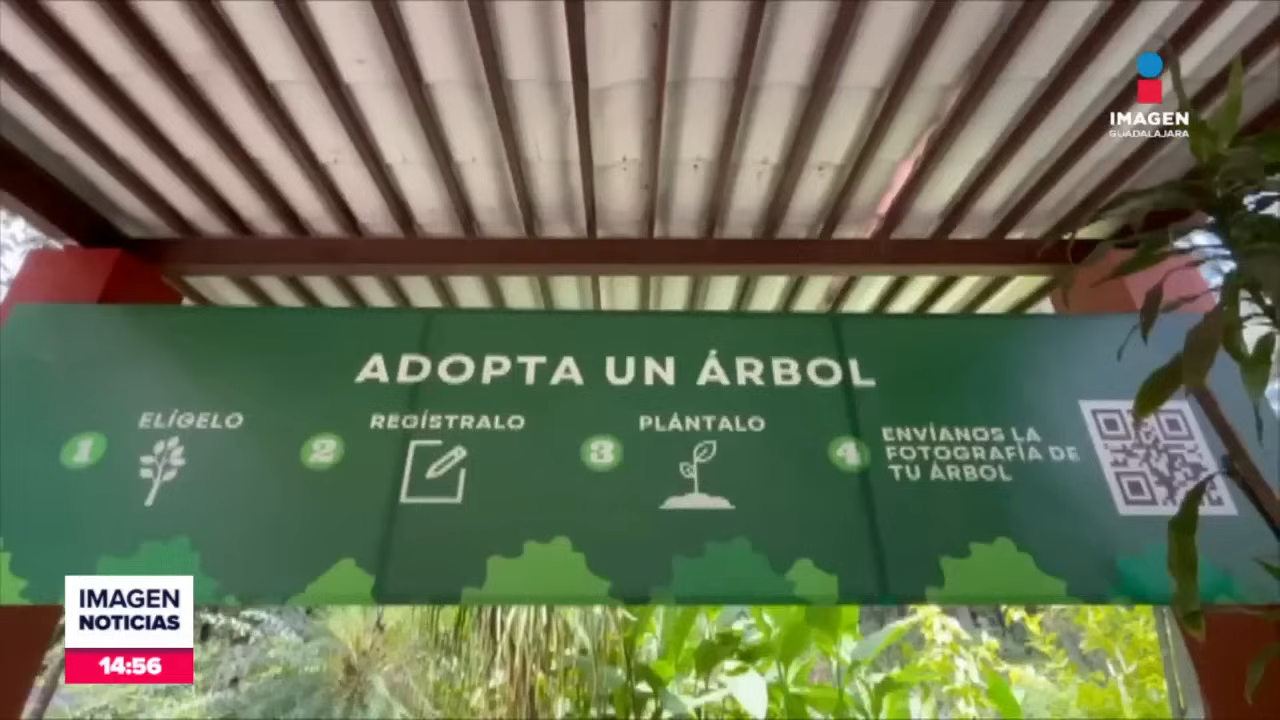 IMAGEN
GUADALAJARA
ADOPTA UN ÁRBOL
1
ELÍGELO
2
REGÍSTRALO
3
PLÁNTALO
4
ENVÍANOS LA
FOTOGRAFÍA DE
TU ÁRBOL
IMAGEN
NOTICIAS
14:56